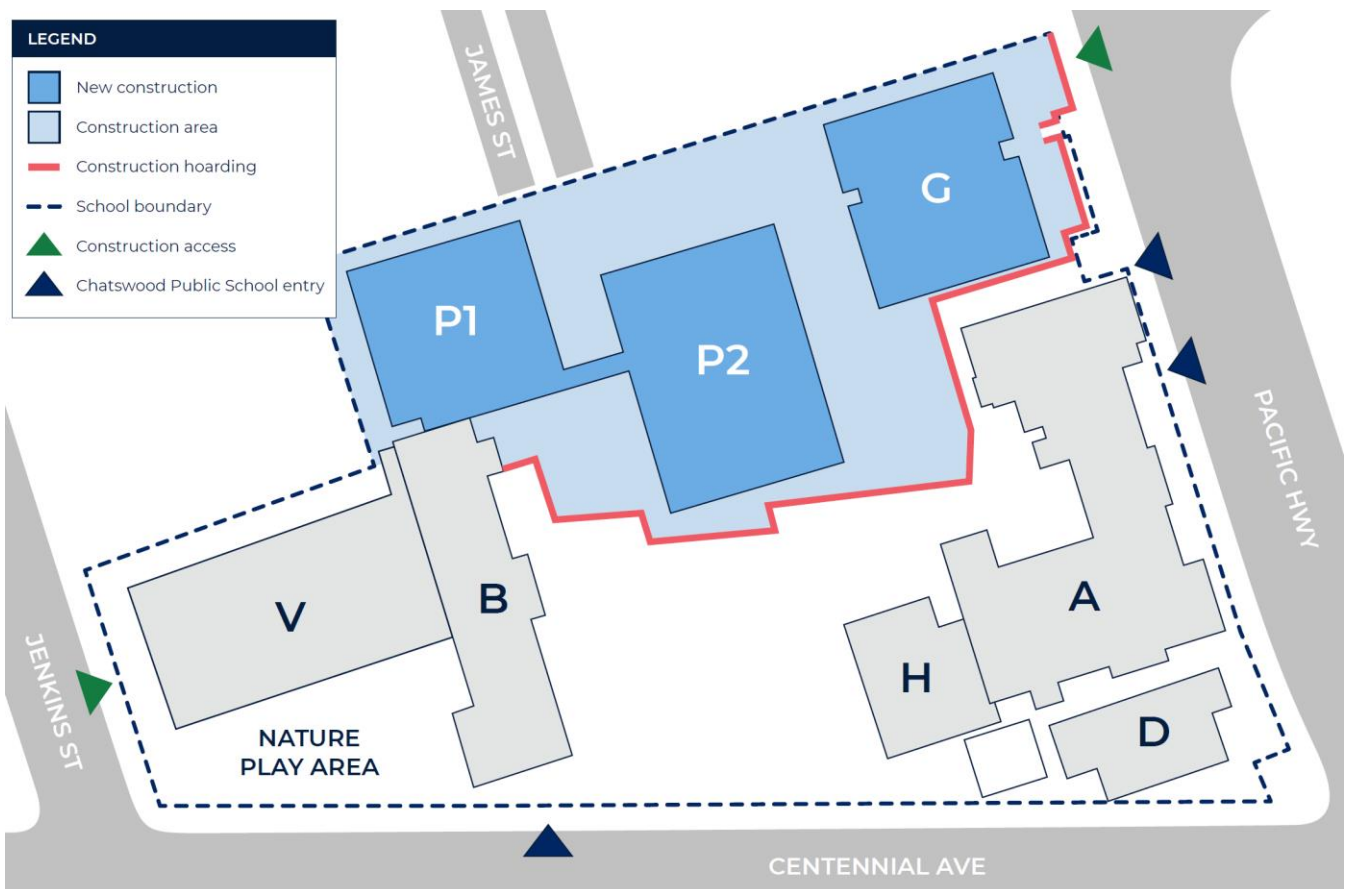 LEGEND
New construction
Construction area
Construction hoarding
School boundary
Construction access
Chatswood Public School entry
JAMES ST
G
P1
P2
PACIFIC HWY
B
V
A
H
D
JENKINS ST
NATURE
PLAY AREA
CENTENNIAL AVE